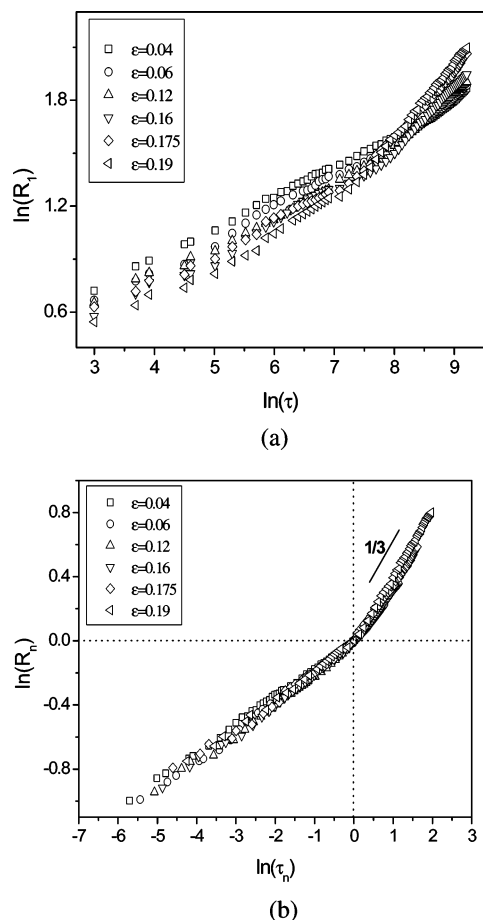 ε=0.04
ε=0.06
ε=0.12
ε=0.16
ε=0.175
ε=0.19
ln(R₁)
1.8
1.2
0.6
3 4 5 6 7 8 9
ln(τ)
(a)
ε=0.04
ε=0.06
ε=0.12
ε=0.16
ε=0.175
ε=0.19
1/3
ln(Rₙ)
0.8
0.4
0.0
-0.4
-0.8
-7 -6 -5 -4 -3 -2 -1 0 1 2 3
ln(τₙ)
(b)